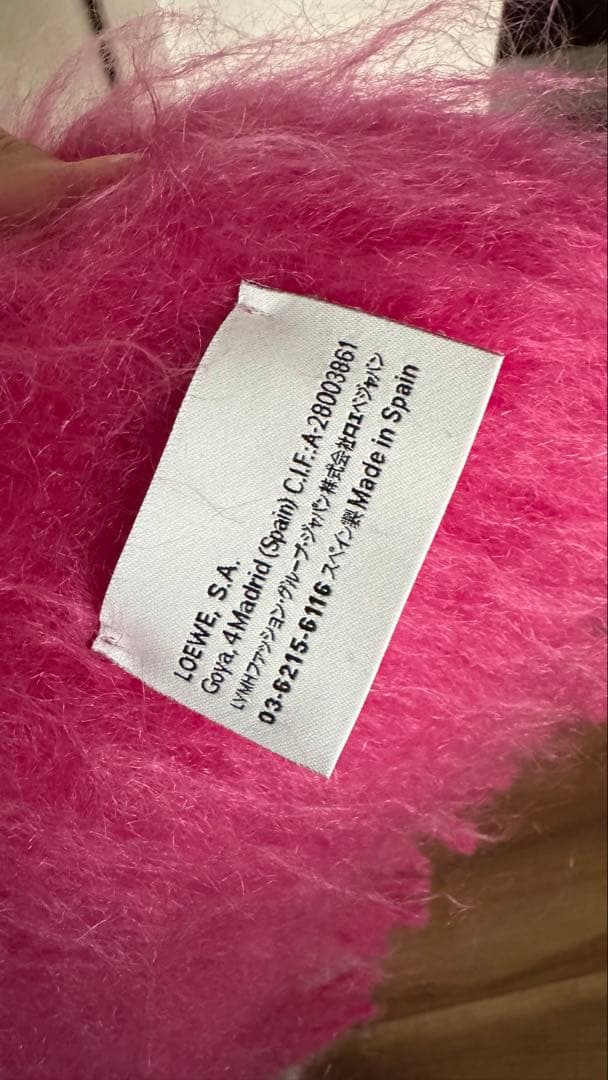 LOEWE, S.A.
Goya, 4 Madrid (Spain) C.I.F.:A-28003861
LYMHファッション・グループ・ジャパン株式会社ロエベジャパン
03-6215-6116 スペイン製 Made in Spain